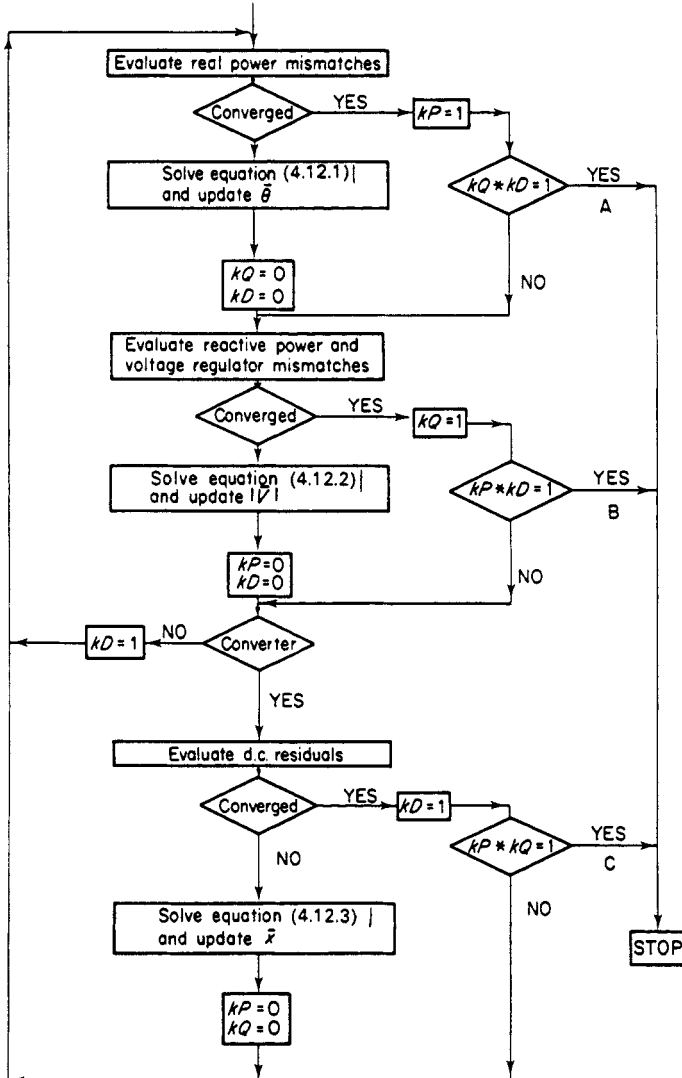 Evaluate real power mismatches
Converged
YES
kP = 1
Solve equation (4.12.1)
and update θ̄
kQ * kD = 1
YES
A
kQ = 0
kD = 0
NO
Evaluate reactive power and
voltage regulator mismatches
Converged
YES
kQ = 1
Solve equation (4.12.2)
and update |V̄|
kP * kD = 1
YES
B
kP = 0
kD = 0
NO
kD = 1
NO
Converter
YES
Evaluate d.c. residuals
Converged
YES
kD = 1
kP * kQ = 1
YES
C
NO
NO
Solve equation (4.12.3)
and update x̄
STOP
kP = 0
kQ = 0